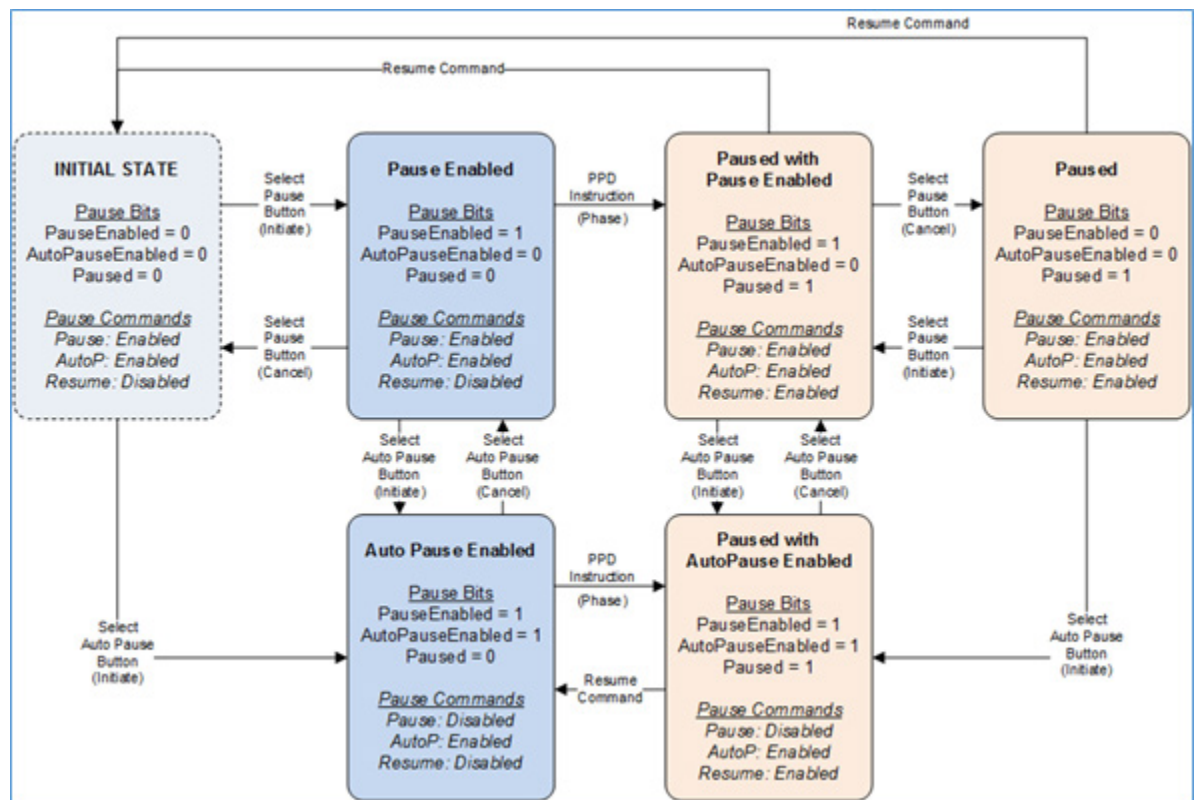 Resume Command
Resume Command
INITIAL STATE
Pause Bits
PauseEnabled = 0
AutoPauseEnabled = 0
Paused = 0
Pause Commands
Pause: Enabled
AutoP: Enabled
Resume: Disabled
Select
Pause
Button
(Initiate)
Select
Pause
Button
(Cancel)
Pause Enabled
Pause Bits
PauseEnabled = 1
AutoPauseEnabled = 0
Paused = 0
Pause Commands
Pause: Enabled
AutoP: Enabled
Resume: Disabled
PPD
Instruction
(Phase)
Paused with
Pause Enabled
Pause Bits
PauseEnabled = 1
AutoPauseEnabled = 0
Paused = 1
Pause Commands
Pause: Enabled
AutoP: Enabled
Resume: Enabled
Select
Pause
Button
(Cancel)
Select
Pause
Button
(Initiate)
Paused
Pause Bits
PauseEnabled = 0
AutoPauseEnabled = 0
Paused = 1
Pause Commands
Pause: Enabled
AutoP: Enabled
Resume: Enabled
Select
Auto Pause
Button
(Initiate)
Select
Auto Pause
Button
(Cancel)
Select
Auto Pause
Button
(Initiate)
Select
Auto Pause
Button
(Cancel)
Select
Auto Pause
Button
(Initiate)
Auto Pause Enabled
Pause Bits
PauseEnabled = 1
AutoPauseEnabled = 1
Paused = 0
Pause Commands
Pause: Disabled
AutoP: Enabled
Resume: Disabled
PPD
Instruction
(Phase)
Resume
Command
Paused with
AutoPause Enabled
Pause Bits
PauseEnabled = 1
AutoPauseEnabled = 1
Paused = 1
Pause Commands
Pause: Disabled
AutoP: Enabled
Resume: Enabled
Select
Auto Pause
Button
(Initiate)